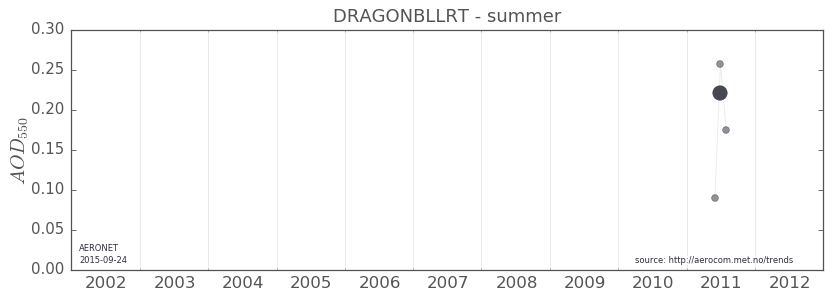 DRAGONBLLRT - summer
0.30
0.25
0.20
0.15
0.10
0.05
0.00
AOD550
AERONET
2015-09-24
source: http://aerocom.met.no/trends
2002 2003 2004 2005 2006 2007 2008 2009 2010 2011 2012